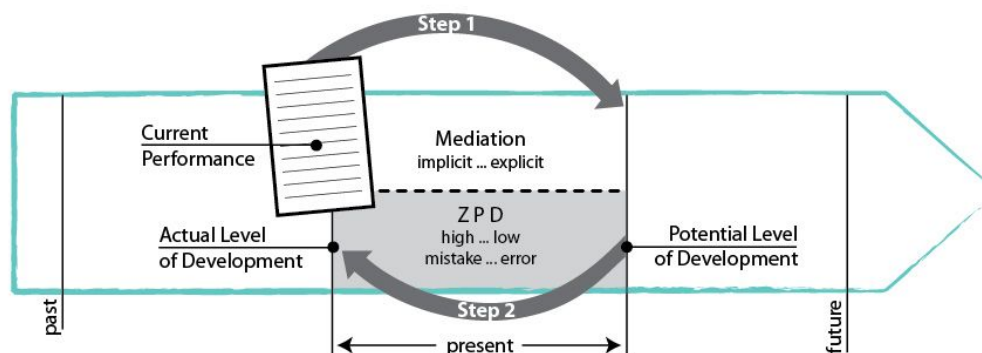 Step 1
Current
Performance
Mediation
implicit ... explicit
Z P D
high ... low
mistake ... error
Actual Level
of Development
Potential Level
of Development
Step 2
past
present
future